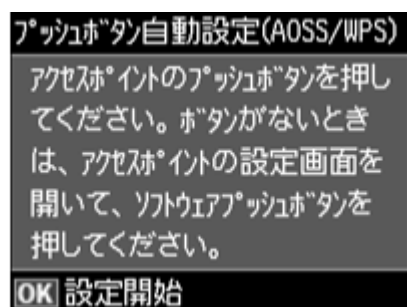 ﾌﾟｯｼｭﾎﾞﾀﾝ自動設定(AOSS/WPS)
ｱｸｾｽﾎﾟｲﾝﾄのﾌﾟｯｼｭﾎﾞﾀﾝを押し
てください。ﾎﾞﾀﾝがないとき
は、ｱｸｾｽﾎﾟｲﾝﾄの設定画面を
開いて、ｿﾌﾄｳｪｱﾌﾟｯｼｭﾎﾞﾀﾝを
押してください。
OK 設定開始